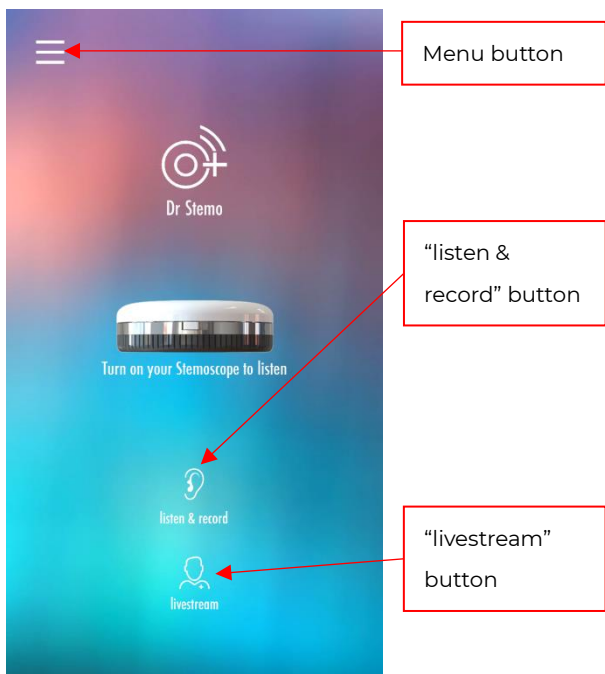 Menu button
Dr Stemo
“listen &
record” button
Turn on your Stemoscope to listen
listen & record
“livestream”
button
livestream